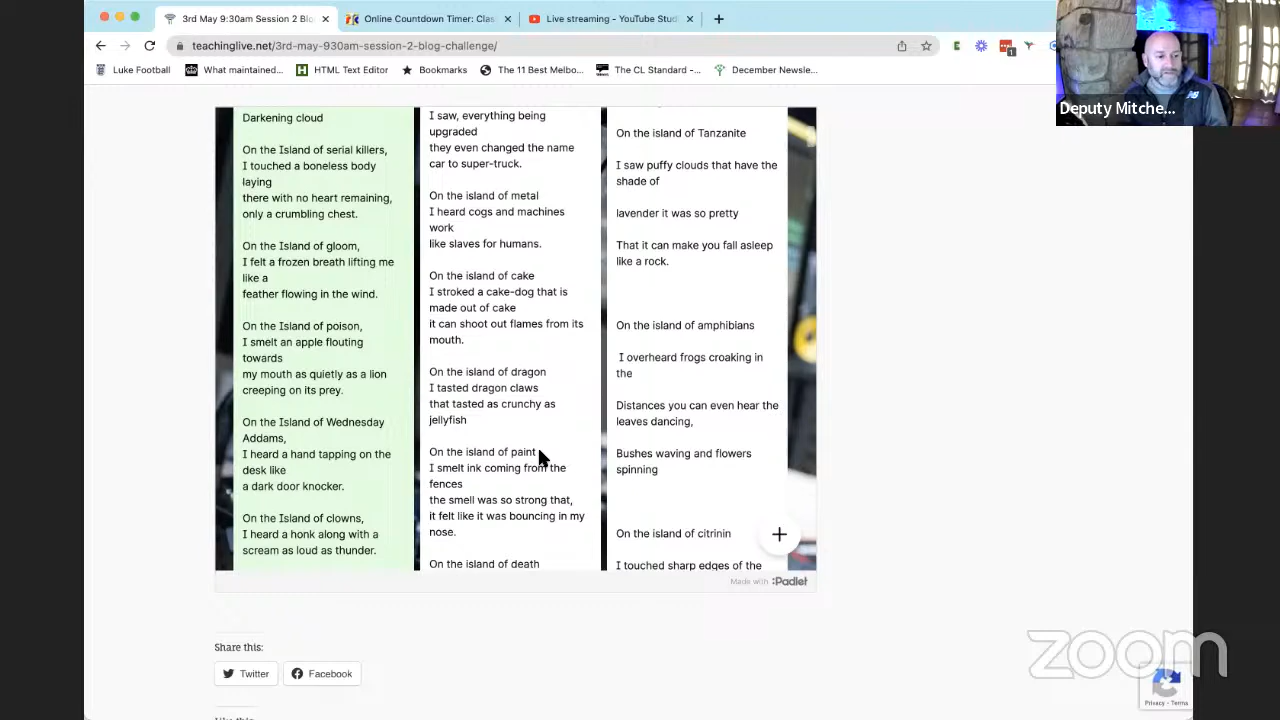 3rd May 9:30am Session 2 Blo
Online Countdown Timer: Clas
Live streaming - YouTube Stud
teachinglive.net/3rd-may-930am-session-2-blog-challenge/
1
Luke Football
What maintained...
HTML Text Editor
Bookmarks
The 11 Best Melbo...
The CL Standard -...
December Newsle...
Deputy Mitche...
Darkening cloud
On the Island of serial killers,
I touched a boneless body
laying
there with no heart remaining,
only a crumbling chest.
On the Island of gloom,
I felt a frozen breath lifting me
like a
feather flowing in the wind.
On the Island of poison,
I smelt an apple flouting
towards
my mouth as quietly as a lion
creeping on its prey.
On the Island of Wednesday
Addams,
I heard a hand tapping on the
desk like
a dark door knocker.
On the Island of clowns,
I heard a honk along with a
scream as loud as thunder.
I saw, everything being
upgraded
they even changed the name
car to super-truck.
On the island of metal
I heard cogs and machines
work
like slaves for humans.
On the island of cake
I stroked a cake-dog that is
made out of cake
it can shoot out flames from its
mouth.
On the island of dragon
I tasted dragon claws
that tasted as crunchy as
jellyfish
On the island of paint
I smelt ink coming from the
fences
the smell was so strong that,
it felt like it was bouncing in my
nose.
On the island of death
On the island of Tanzanite
I saw puffy clouds that have the
shade of
lavender it was so pretty
That it can make you fall asleep
like a rock.
On the island of amphibians
I overheard frogs croaking in
the
Distances you can even hear the
leaves dancing,
Bushes waving and flowers
spinning
On the island of citrinin
I touched sharp edges of the
Made with :Padlet
Share this:
Twitter
Facebook
zoom
Privacy - Terms